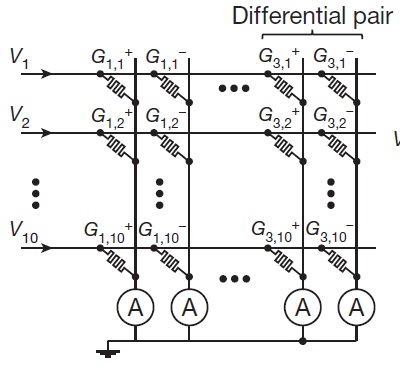 Differential pair
V1 G1,1+ G1,1− G3,1+ G3,1−
V2 G1,2+ G1,2− G3,2+ G3,2−
V10 G1,10+ G1,10− G3,10+ G3,10−
A A A A